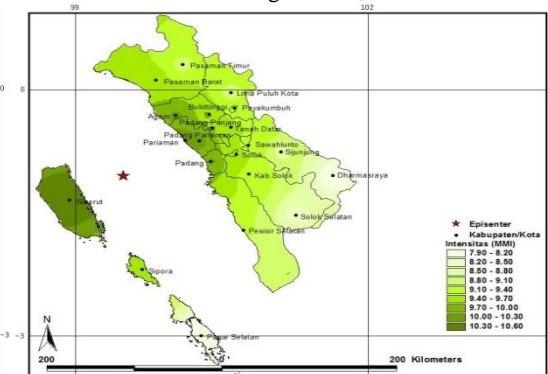 99
102
0
0
Pasaman Timur
Pasaman Barat
Lima Puluh Kota
Bukittinggi
Payakumbuh
Agam
Padang Panjang
Tanah Datar
Padang Pariaman
Pariaman
Sawahlunto
Solok
Sijunjung
Padang
Kab Solok
Dharmasraya
Siberut
Solok Selatan
Pesisir Selatan
Sipora
Pagai Selatan
Episenter
Kabupaten/Kota
Intensitas (MMI)
7.90 - 8.20
8.20 - 8.50
8.50 - 8.80
8.80 - 9.10
9.10 - 9.40
9.40 - 9.70
9.70 - 10.00
10.00 - 10.30
10.30 - 10.60
N
-3
-3
200
0
200 Kilometers